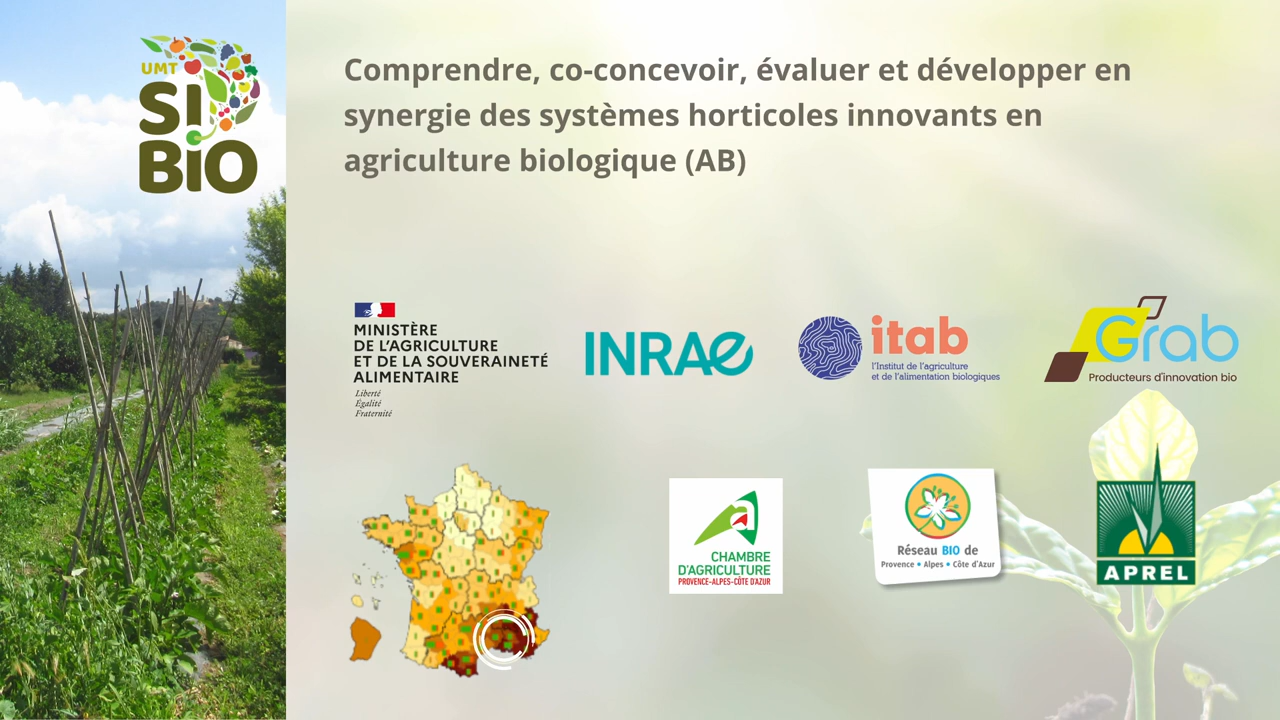 UMT
SI
BIO
Comprendre, co-concevoir, évaluer et développer en
synergie des systèmes horticoles innovants en
agriculture biologique (AB)
MINISTÈRE
DE L'AGRICULTURE
ET DE LA SOUVERAINETÉ
ALIMENTAIRE
Liberté
Égalité
Fraternité
INRAE
itab
l'Institut de l'agriculture
et de l'alimentation biologiques
Grab
Producteurs d'innovation bio
CHAMBRE
D'AGRICULTURE
PROVENCE-ALPES-CÔTE D'AZUR
Réseau BIO de
Provence • Alpes • Côte d'Azur
APREL